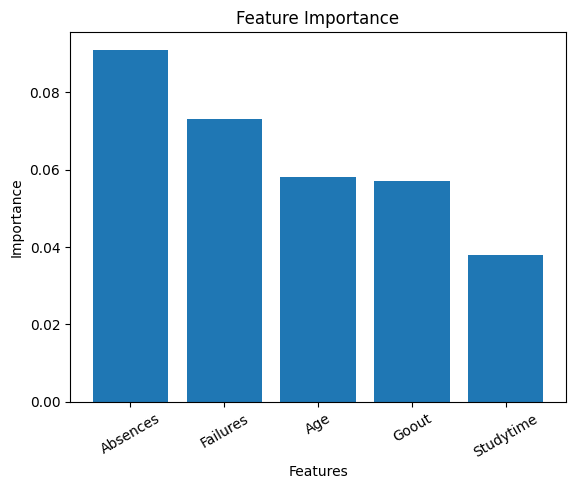 Feature Importance
Importance
0.08
0.06
0.04
0.02
0.00
Absences
Failures
Age
Goout
Studytime
Features